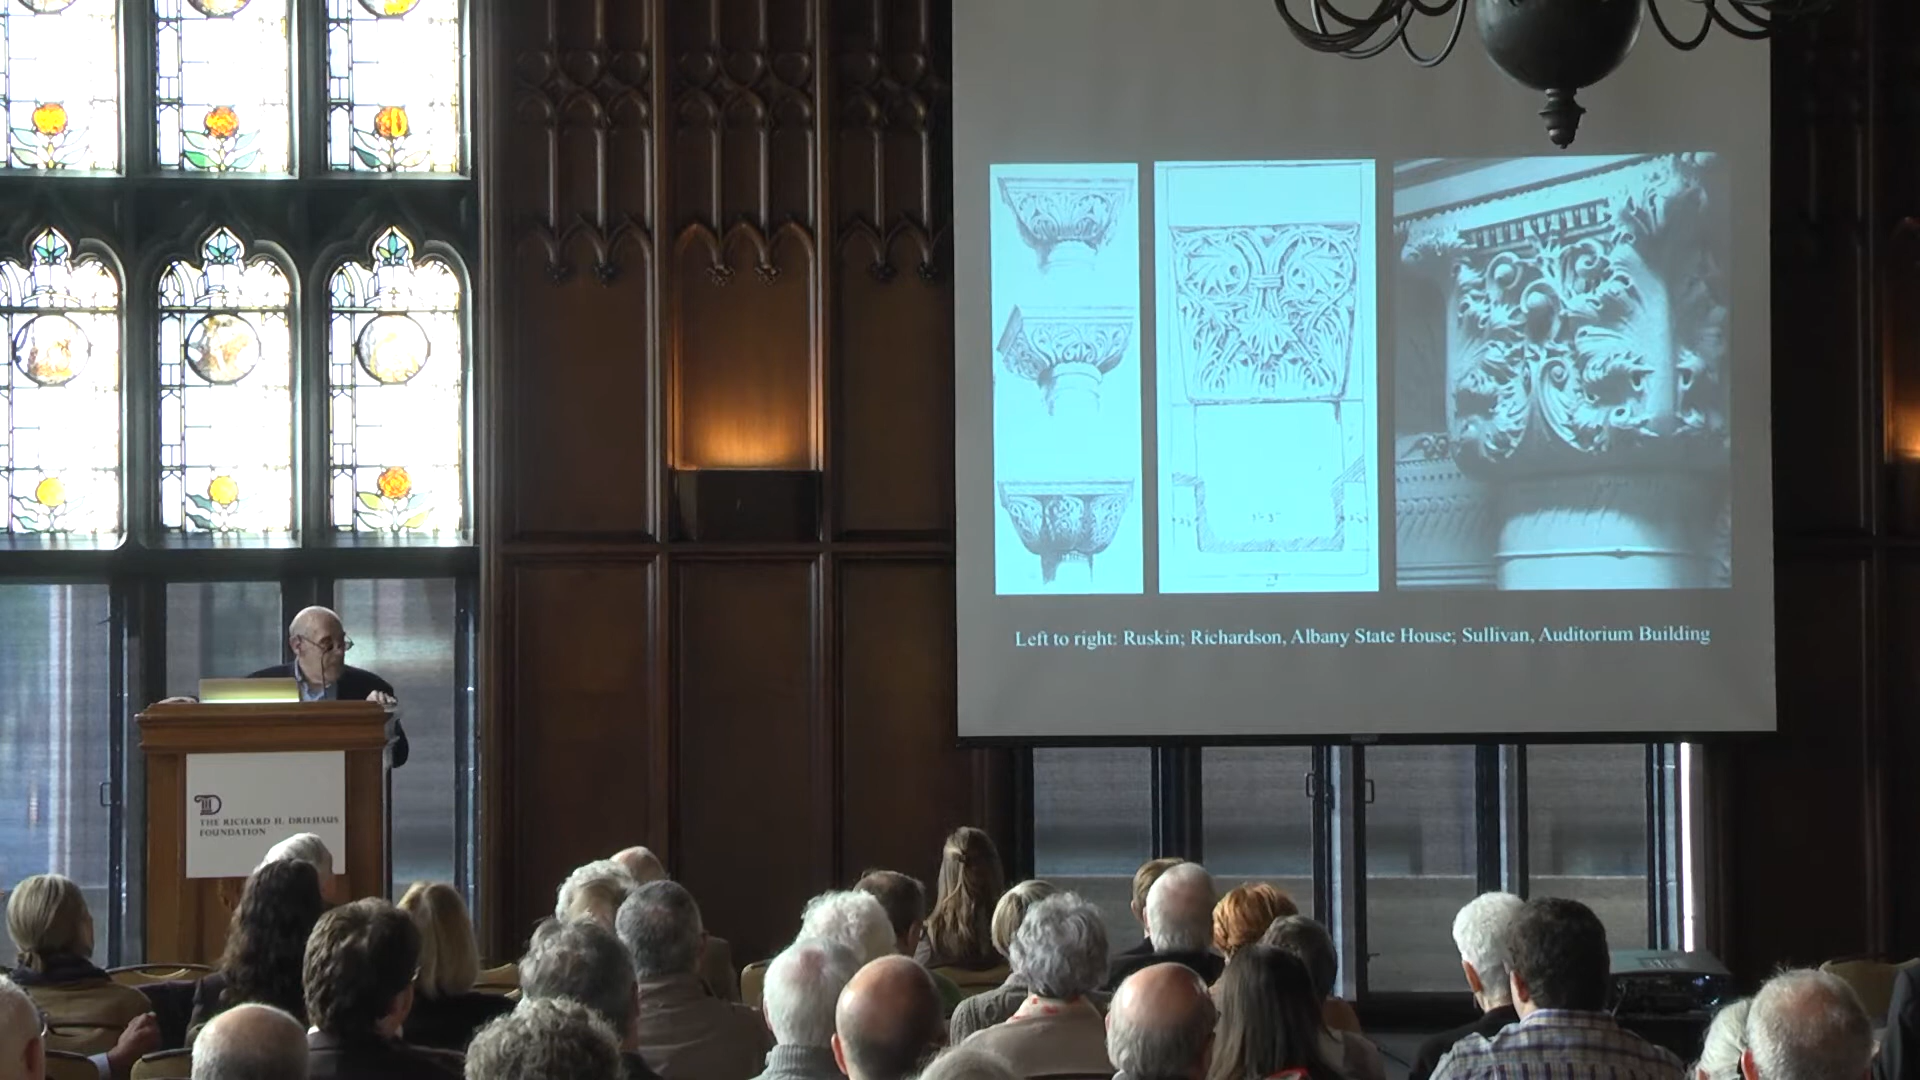 Left to right: Ruskin; Richardson, Albany State House; Sullivan, Auditorium Building
THE RICHARD H. DRIEHAUS
FOUNDATION